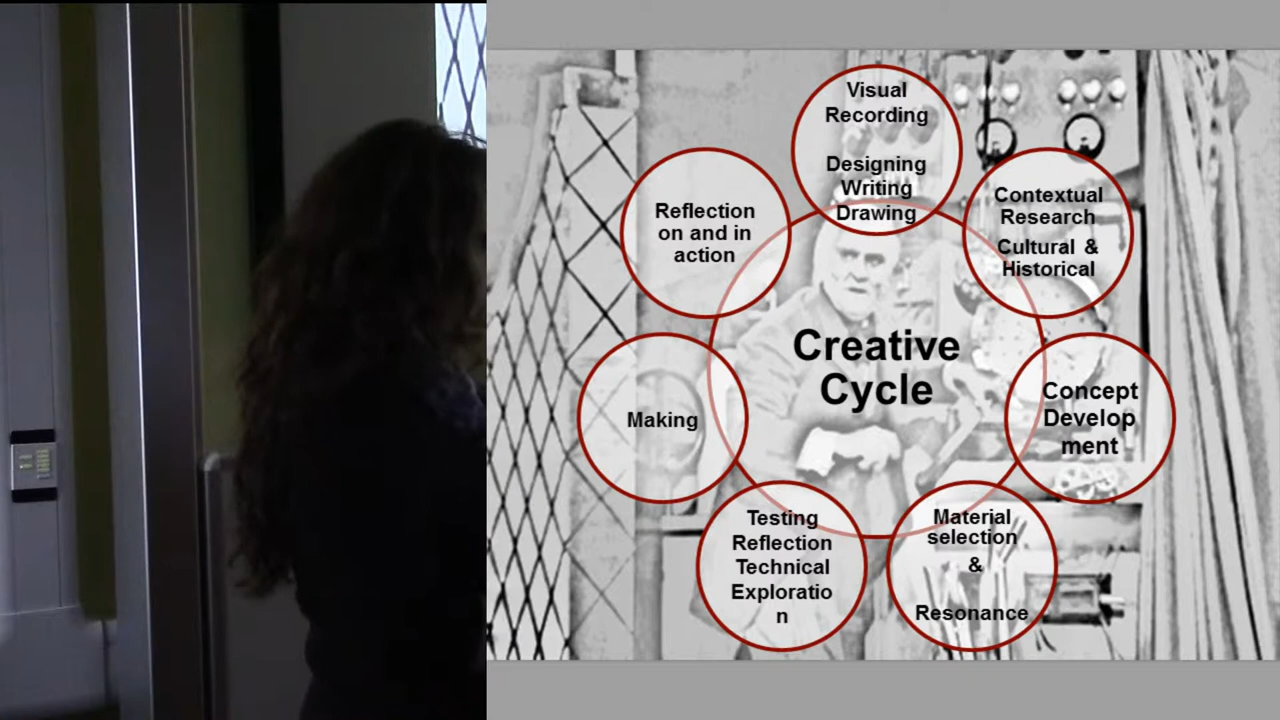 Visual
Recording
Designing
Writing
Drawing
Contextual
Research
Cultural &
Historical
Concept
Develop
ment
Material
selection
&
Resonance
Testing
Reflection
Technical
Exploratio
n
Making
Reflection
on and in
action
Creative
Cycle